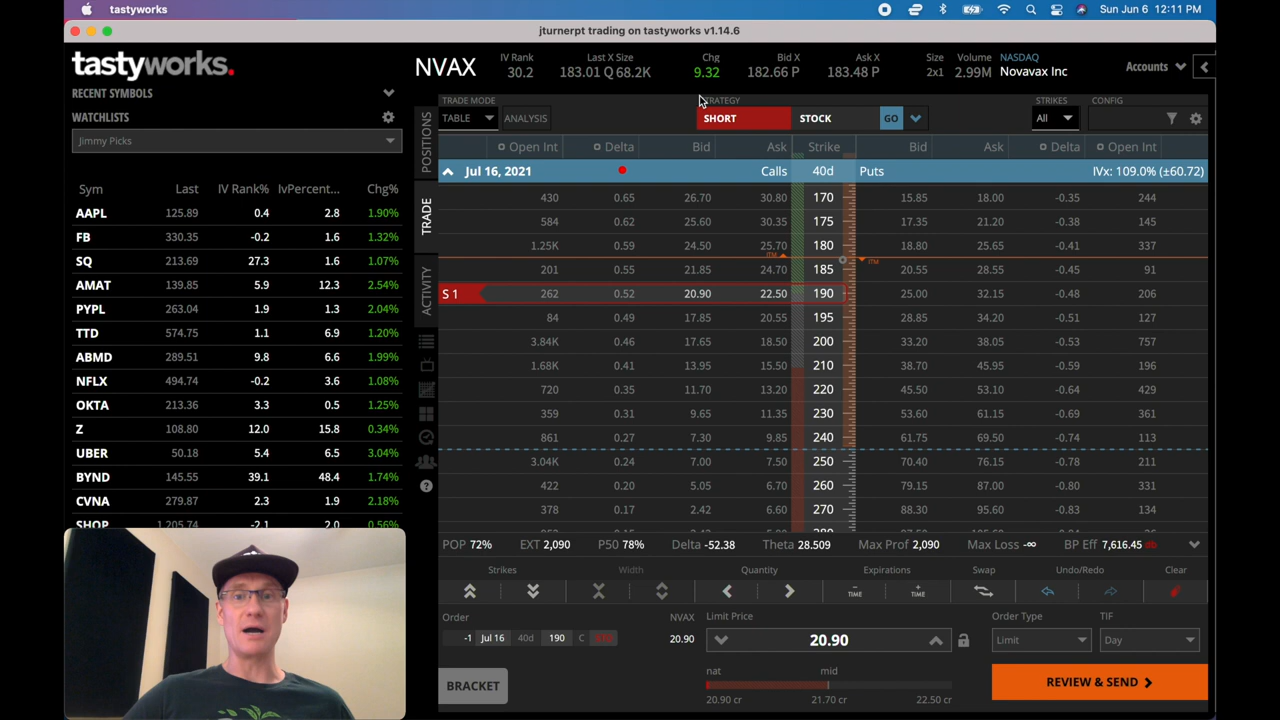 tastyworks
Sun Jun 6 12:11 PM
jturnerpt trading on tastyworks v1.14.6
tastyworks.
RECENT SYMBOLS
WATCHLISTS
Jimmy Picks
Sym Last IV Rank% IvPercent... Chg%
AAPL 125.89 0.4 2.8 1.90%
FB 330.35 -0.2 1.6 1.32%
SQ 213.69 27.3 1.6 1.07%
AMAT 139.85 5.9 12.3 2.54%
PYPL 263.04 1.9 1.3 2.04%
TTD 574.75 1.1 6.9 1.20%
ABMD 289.51 9.8 6.6 1.99%
NFLX 494.74 -0.2 3.6 1.08%
OKTA 213.36 3.3 0.5 1.25%
Z 108.80 12.0 15.8 0.34%
UBER 50.18 5.4 6.5 3.04%
BYND 145.55 39.1 48.4 1.74%
CVNA 279.87 2.3 1.9 2.18%
SHOP 1,205.74 -2.1 2.0 0.56%
NVAX
IV Rank Last X Size Chg Bid X Ask X Size Volume NASDAQ
30.2 183.01 Q 68.2K 9.32 182.66 P 183.48 P 2x1 2.99M Novavax Inc
Accounts
POSITIONS
TRADE
ACTIVITY
TRADE MODE STRATEGY STRIKES CONFIG
TABLE ANALYSIS SHORT STOCK GO All
Open Int Delta Bid Ask Strike Bid Ask Delta Open Int
Jul 16, 2021 Calls 40d Puts IVx: 109.0% (±60.72)
430 0.65 26.70 30.80 170 15.85 18.00 -0.35 244
584 0.62 25.60 30.35 175 17.35 21.20 -0.38 145
1.25K 0.59 24.50 25.70 180 18.80 25.65 -0.41 337
ITM ITM
201 0.55 21.85 24.70 185 20.55 28.55 -0.45 91
S 1 262 0.52 20.90 22.50 190 25.00 32.15 -0.48 206
84 0.49 17.85 20.55 195 28.85 34.20 -0.51 127
3.84K 0.46 17.65 18.50 200 33.20 38.05 -0.53 757
1.68K 0.41 13.95 15.50 210 38.70 45.95 -0.59 196
720 0.35 11.70 13.20 220 45.50 53.10 -0.64 429
359 0.31 9.65 11.35 230 53.60 61.15 -0.69 361
861 0.27 7.30 9.85 240 61.75 69.50 -0.74 113
3.04K 0.24 7.00 7.50 250 70.40 76.15 -0.78 211
422 0.20 5.05 6.70 260 79.15 87.00 -0.80 331
378 0.17 2.42 6.60 270 88.30 95.60 -0.83 134
POP 72% EXT 2,090 P50 78% Delta -52.38 Theta 28.509 Max Prof 2,090 Max Loss -∞ BP Eff 7,616.45 db
Strikes Width Quantity Expirations Swap Undo/Redo Clear
TIME TIME
Order NVAX Limit Price Order Type TIF
-1 Jul 16 40d 190 C STO 20.90 20.90 Limit Day
nat mid
BRACKET REVIEW & SEND
20.90 cr 21.70 cr 22.50 cr